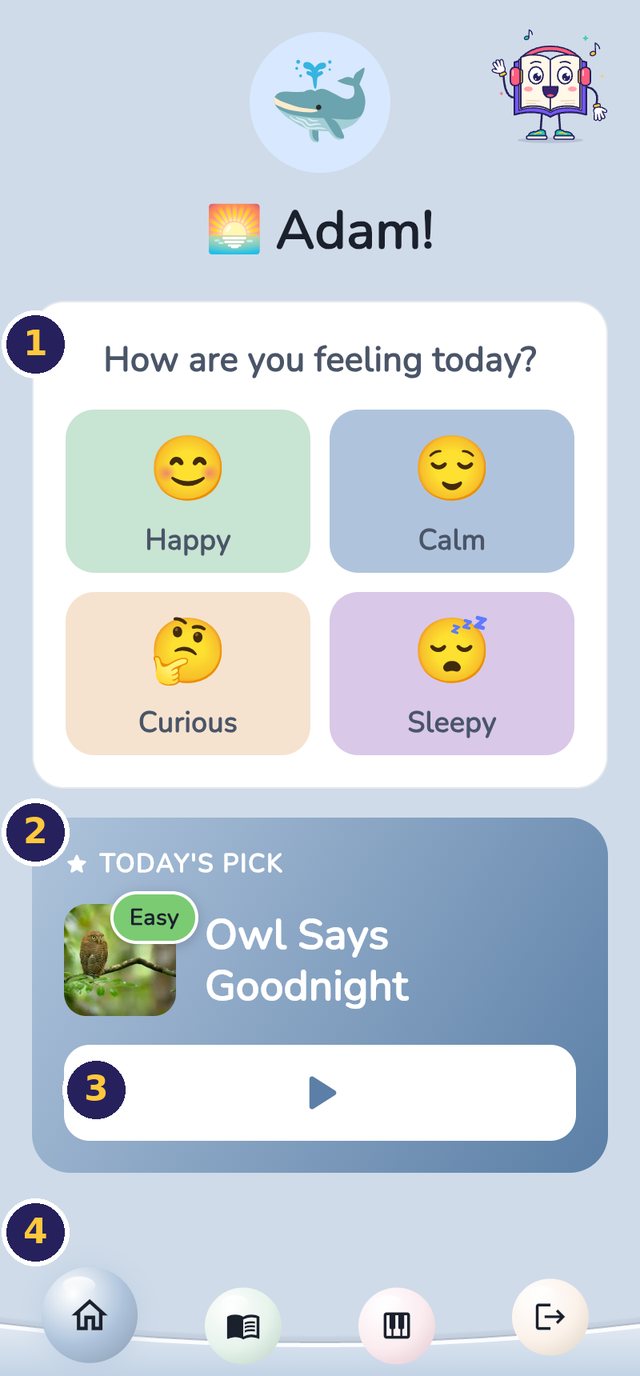 Adam!
1
How are you feeling today?
Happy
Calm
Curious
Sleepy
2
TODAY'S PICK
Easy
Owl Says
Goodnight
3
4